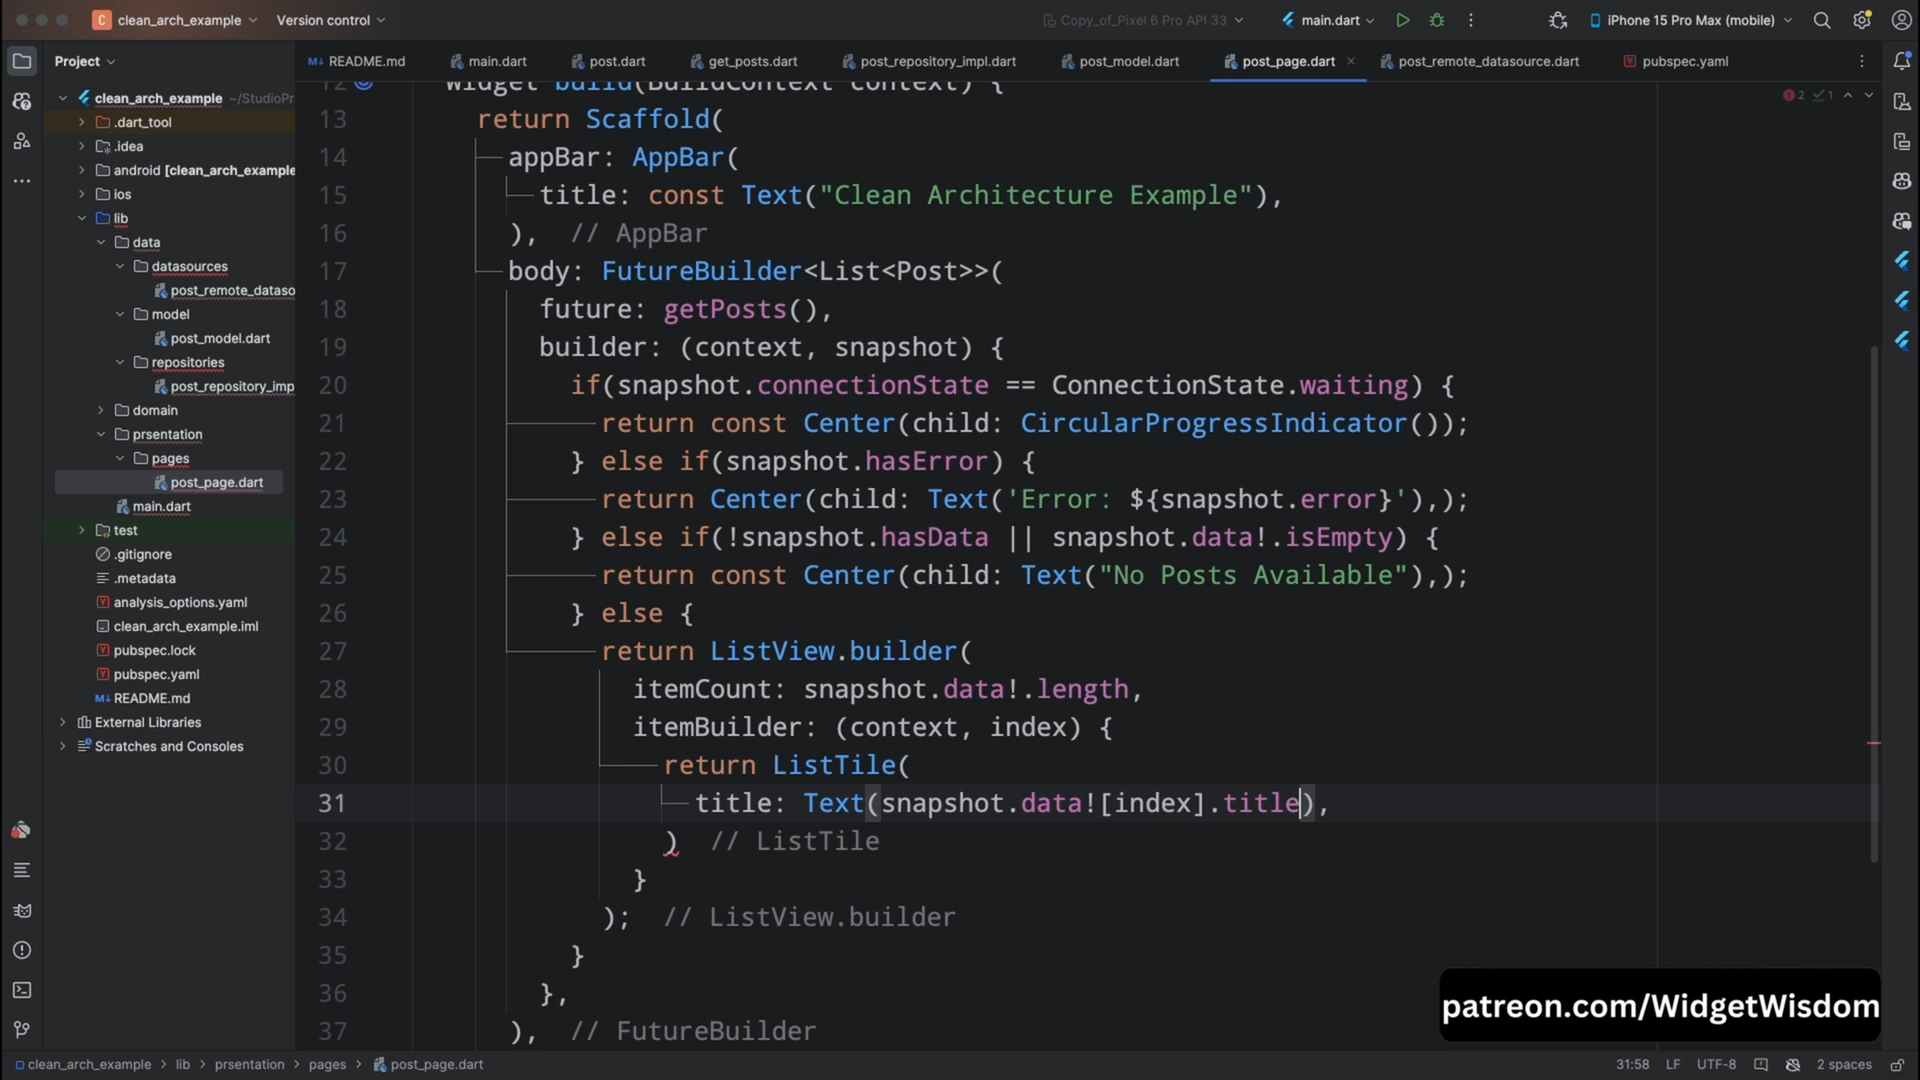 clean_arch_example
Version control
Copy_of_Pixel 6 Pro API 33
main.dart
iPhone 15 Pro Max (mobile)
Project
README.md
main.dart
post.dart
get_posts.dart
post_repository_impl.dart
post_model.dart
post_page.dart
post_remote_datasource.dart
pubspec.yaml
clean_arch_example ~/StudioPr
.dart_tool
.idea
android [clean_arch_example
ios
lib
data
datasources
post_remote_dataso
model
post_model.dart
repositories
post_repository_imp
domain
prsentation
pages
post_page.dart
main.dart
test
.gitignore
.metadata
analysis_options.yaml
clean_arch_example.iml
pubspec.lock
pubspec.yaml
README.md
External Libraries
Scratches and Consoles
2 1
12 Widget build(BuildContext context) {
13 return Scaffold(
14 appBar: AppBar(
15 title: const Text("Clean Architecture Example"),
16 ), // AppBar
17 body: FutureBuilder<List<Post>>(
18 future: getPosts(),
19 builder: (context, snapshot) {
20 if(snapshot.connectionState == ConnectionState.waiting) {
21 return const Center(child: CircularProgressIndicator());
22 } else if(snapshot.hasError) {
23 return Center(child: Text('Error: ${snapshot.error}'),);
24 } else if(!snapshot.hasData || snapshot.data!.isEmpty) {
25 return const Center(child: Text("No Posts Available"),);
26 } else {
27 return ListView.builder(
28 itemCount: snapshot.data!.length,
29 itemBuilder: (context, index) {
30 return ListTile(
31 title: Text(snapshot.data![index].title),
32 ) // ListTile
33 }
34 ); // ListView.builder
35 }
36 },
37 ), // FutureBuilder
patreon.com/WidgetWisdom
clean_arch_example > lib > prsentation > pages > post_page.dart
31:58 LF UTF-8 2 spaces